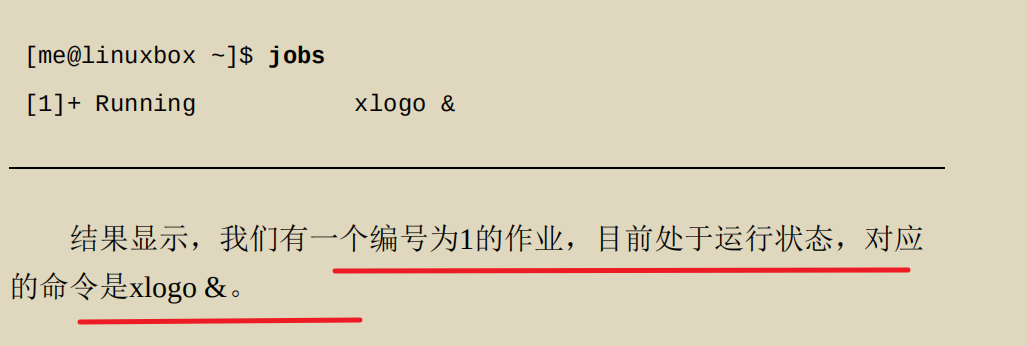 [me@linuxbox ~]$ jobs
[1]+ Running xlogo &
结果显示，我们有一个编号为1的作业，目前处于运行状态，对应
的命令是xlogo &。